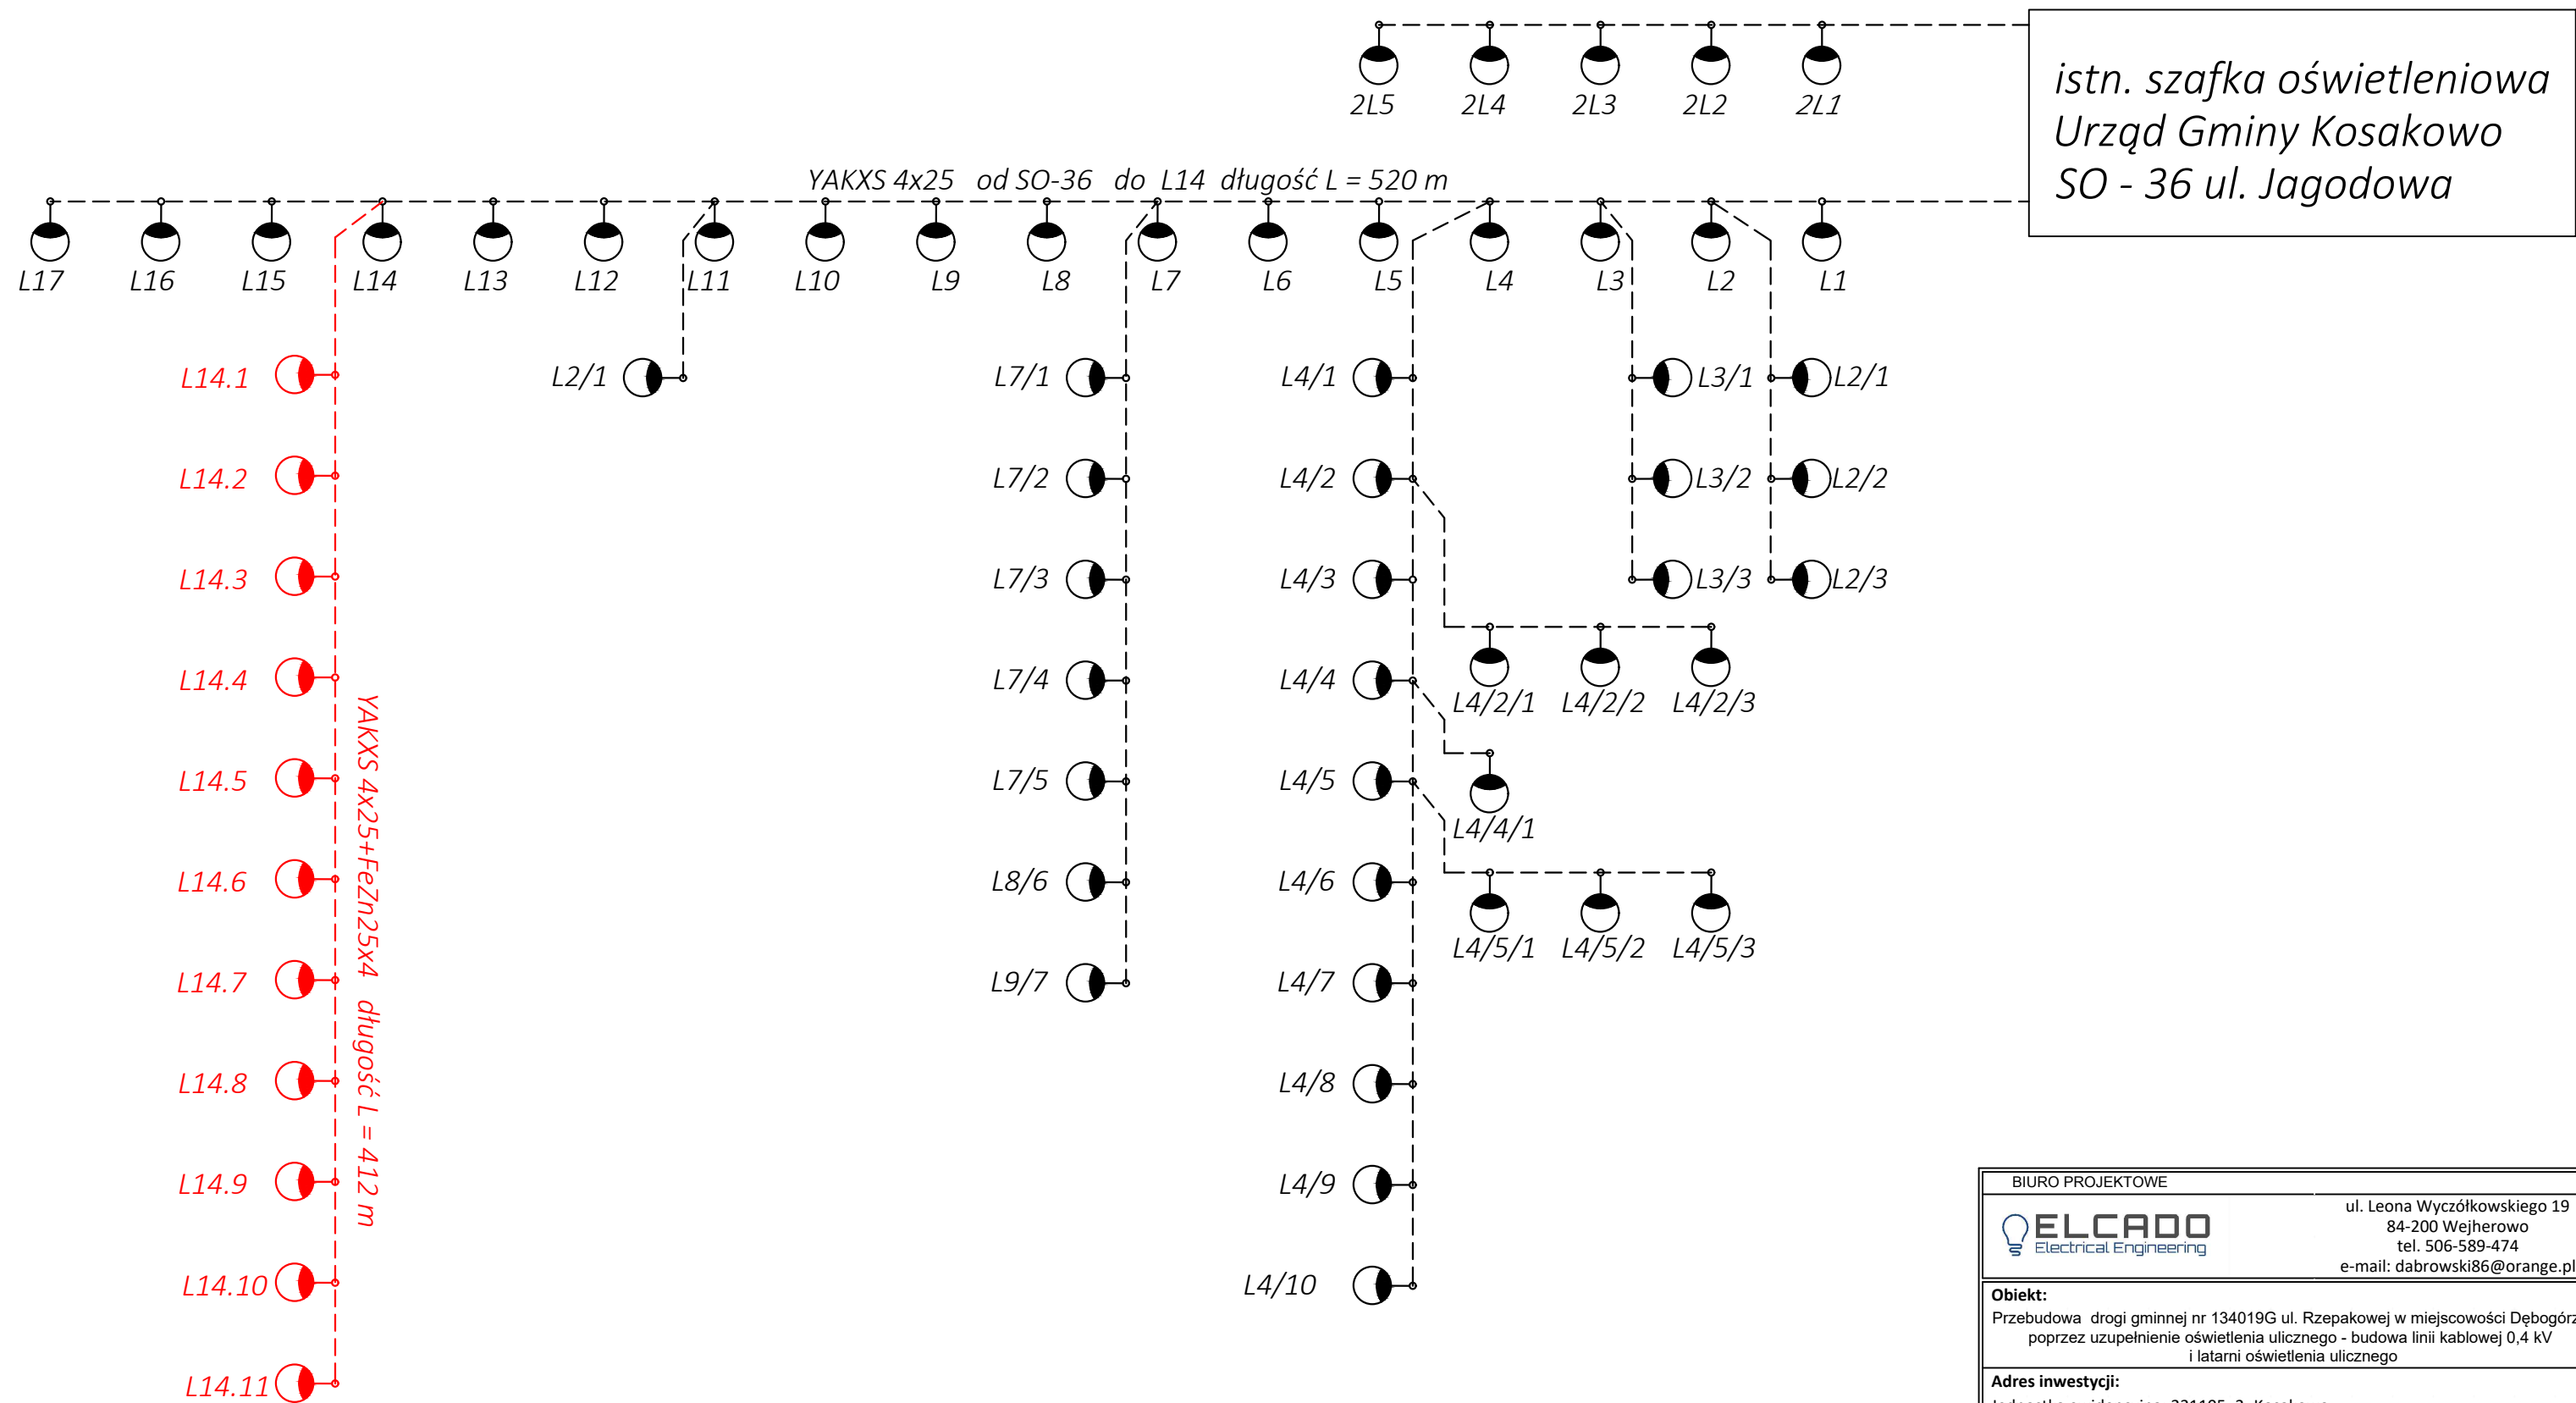 2L5 2L4 2L3 2L2 2L1
istn. szafka oświetleniowa
Urząd Gminy Kosakowo
SO - 36 ul. Jagodowa
YAKXS 4x25 od SO-36 do L14 długość L = 520 m
L17 L16 L15 L14 L13 L12 L11 L10 L9 L8 L7 L6 L5 L4 L3 L2 L1
L14.1 L2/1 L7/1 L4/1 L3/1 L2/1
L14.2 L7/2 L4/2 L3/2 L2/2
L14.3 L7/3 L4/3 L3/3 L2/3
L14.4 L7/4 L4/4 L4/2/1 L4/2/2 L4/2/3
L14.5 L7/5 L4/5 L4/4/1
L14.6 L8/6 L4/6
L4/5/1 L4/5/2 L4/5/3
L14.7 L9/7 L4/7
L14.8 L4/8
L14.9 L4/9
L14.10 L4/10
L14.11
YAKXS 4x25+FeZn25x4 długość L = 412 m
BIURO PROJEKTOWE
ELCADO
Electrical Engineering
ul. Leona Wyczółkowskiego 19
84-200 Wejherowo
tel. 506-589-474
e-mail: dabrowski86@orange.pl
Obiekt:
Przebudowa drogi gminnej nr 134019G ul. Rzepakowej w miejscowości Dębogórz
poprzez uzupełnienie oświetlenia ulicznego - budowa linii kablowej 0,4 kV
i latarni oświetlenia ulicznego
Adres inwestycji: